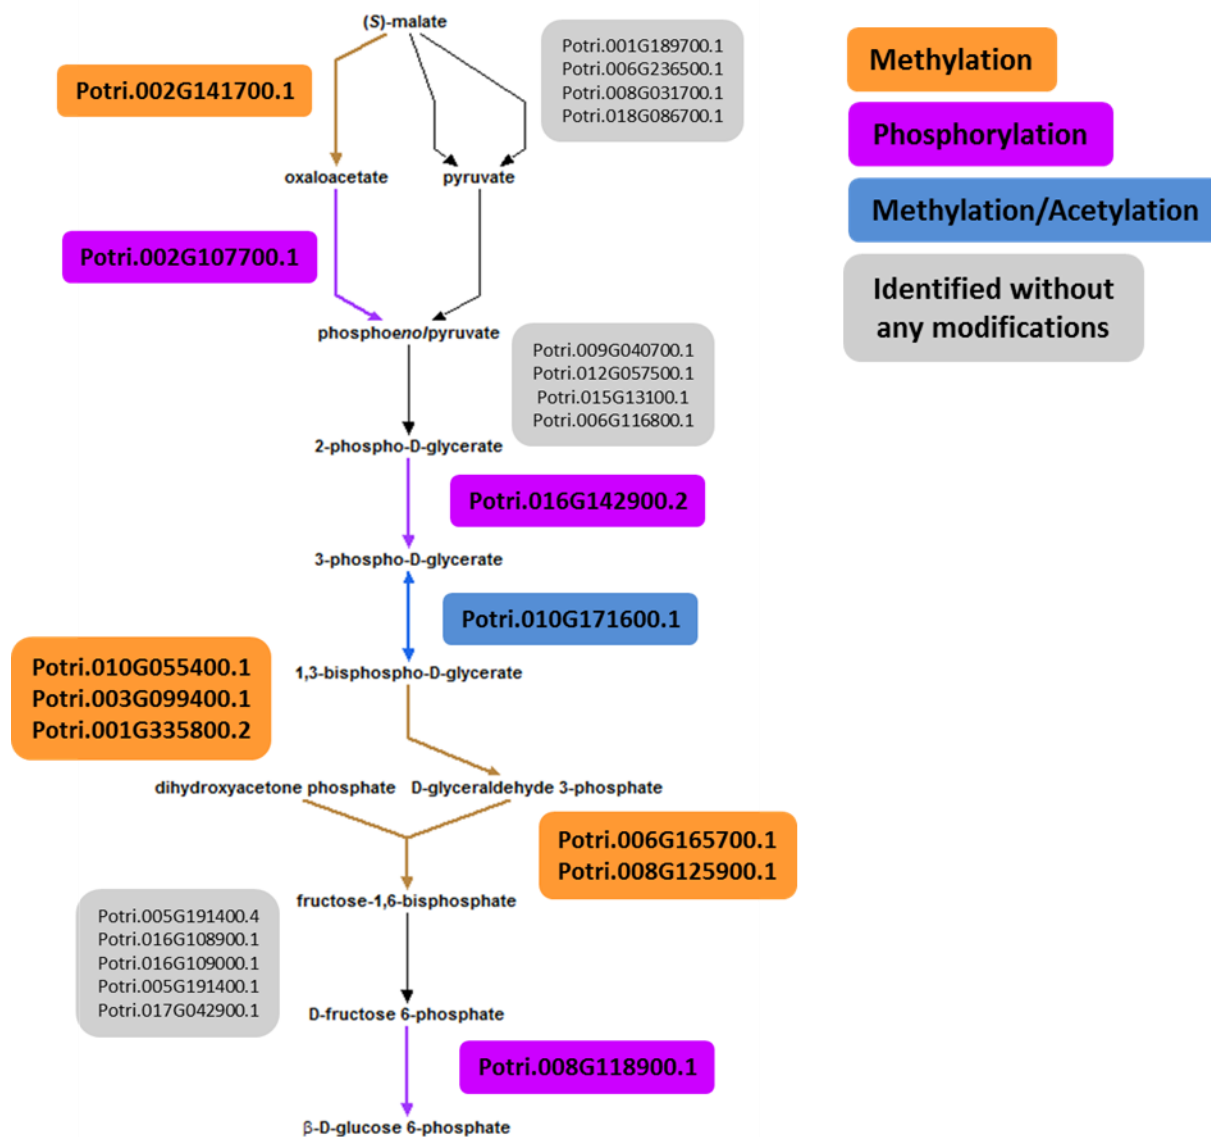 (S)-malate
Potri.001G189700.1
Potri.006G236500.1
Potri.008G031700.1
Potri.018G086700.1
Methylation
Potri.002G141700.1
Phosphorylation
oxaloacetate
pyruvate
Methylation/Acetylation
Potri.002G107700.1
Identified without
any modifications
phosphoenolpyruvate
Potri.009G040700.1
Potri.012G057500.1
Potri.015G13100.1
Potri.006G116800.1
2-phospho-D-glycerate
Potri.016G142900.2
3-phospho-D-glycerate
Potri.010G171600.1
Potri.010G055400.1
Potri.003G099400.1
Potri.001G335800.2
1,3-bisphospho-D-glycerate
dihydroxyacetone phosphate
D-glyceraldehyde 3-phosphate
Potri.006G165700.1
Potri.008G125900.1
fructose-1,6-bisphosphate
Potri.005G191400.4
Potri.016G108900.1
Potri.016G109000.1
Potri.005G191400.1
Potri.017G042900.1
D-fructose 6-phosphate
Potri.008G118900.1
β-D-glucose 6-phosphate